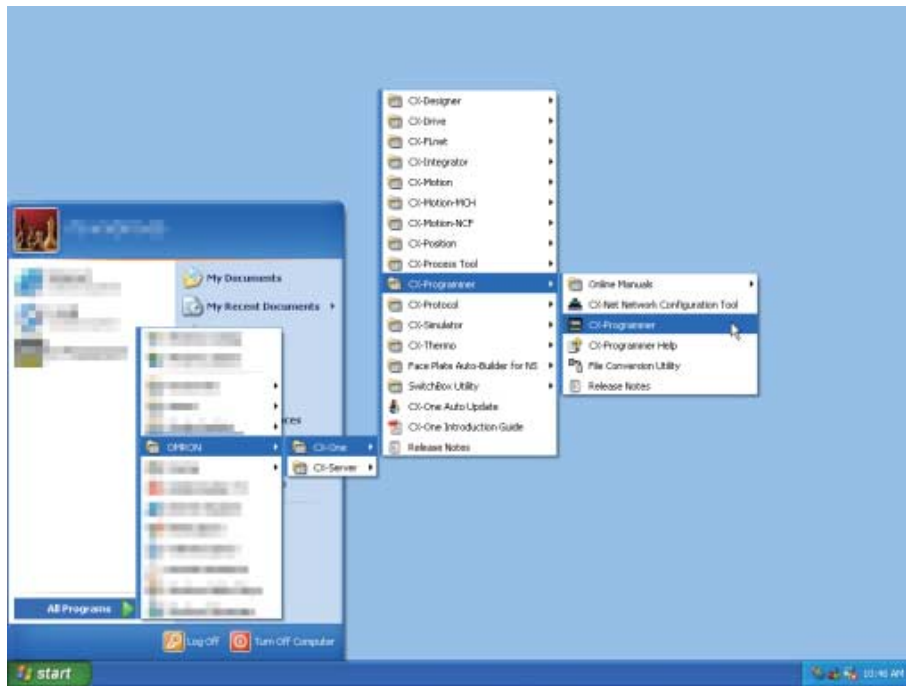 My Documents
My Recent Documents
OMRON
All Programs
Log Off
Turn Off Computer
start
10:48 AM
CX-One
CX-Server
CX-Designer
CX-Drive
CX-FLnet
CX-Integrator
CX-Motion
CX-Motion-MCH
CX-Motion-NCF
CX-Position
CX-Process Tool
CX-Programmer
CX-Protocol
CX-Simulator
CX-Thermo
Face Plate Auto-Builder for NS
SwitchBox Utility
CX-One Auto Update
CX-One Introduction Guide
Release Notes
Online Manuals
CX-Net Network Configuration Tool
CX-Programmer
CX-Programmer Help
File Conversion Utility
Release Notes